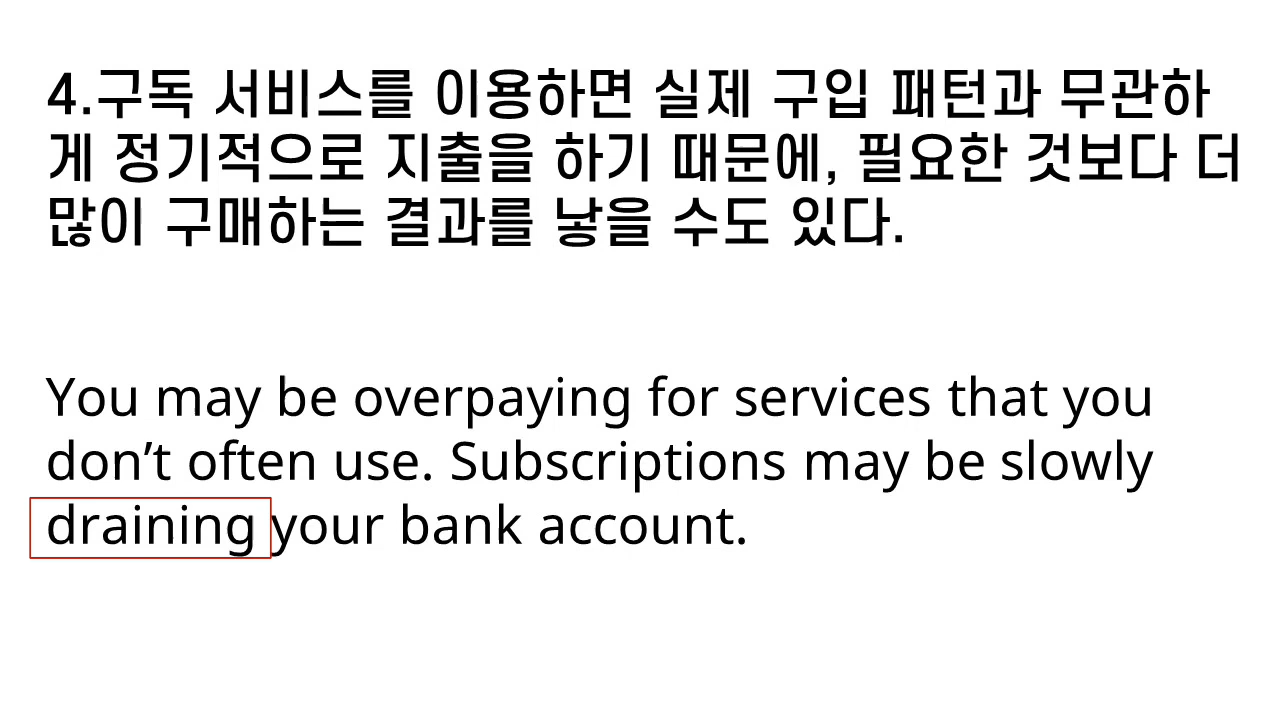 4.구독 서비스를 이용하면 실제 구입 패턴과 무관하
게 정기적으로 지출을 하기 때문에, 필요한 것보다 더
많이 구매하는 결과를 낳을 수도 있다.
You may be overpaying for services that you
don’t often use. Subscriptions may be slowly
draining your bank account.